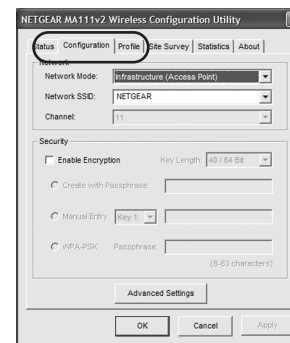 NETGEAR MA111v2 Wireless Configuration Utility
Status Configuration Profile Site Survey Statistics About
Network
Network Mode: Infrastructure (Access Point)
Network SSID: NETGEAR
Channel: 11
Security
Enable Encryption Key Length: 40 / 64 Bit
Create with Passphrase:
Manual Entry Key 1:
WPA-PSK Passphrase:
(8-63 characters)
Advanced Settings
OK Cancel Apply